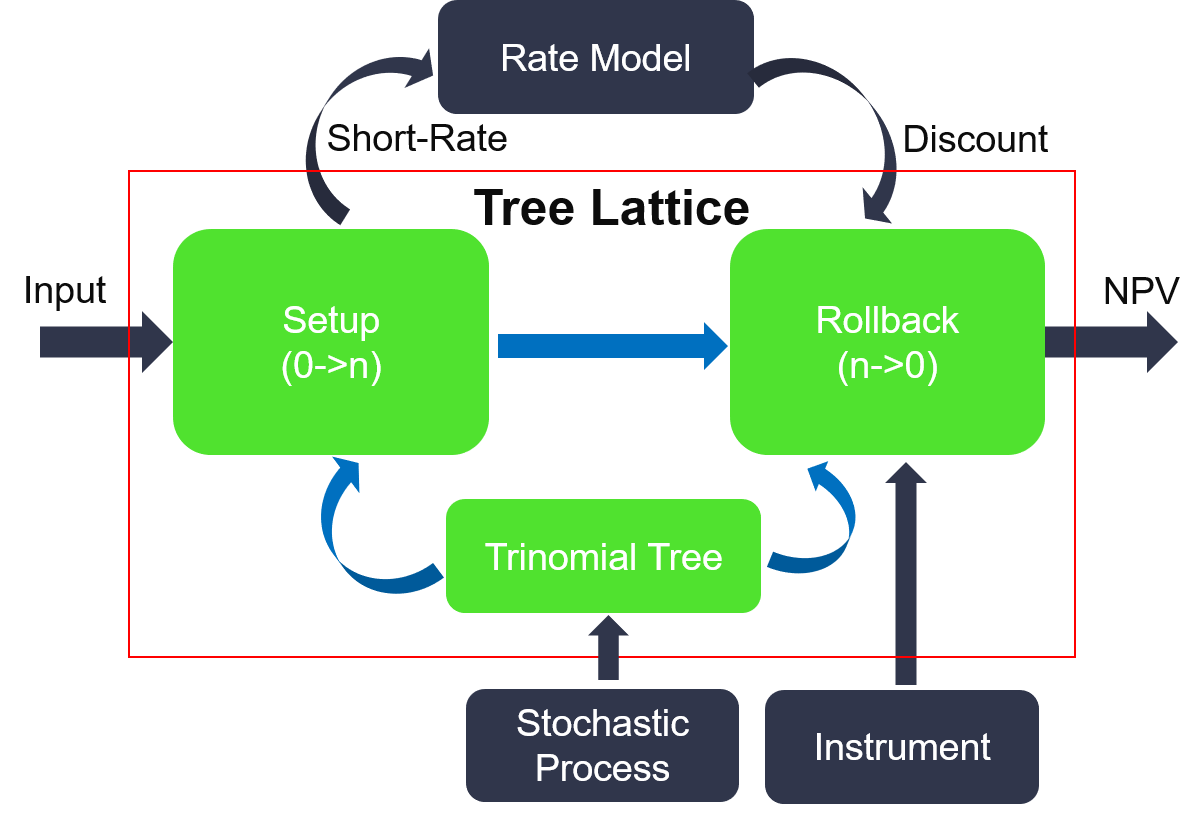 Rate Model
Short-Rate
Discount
Tree Lattice
Input
Setup
(0->n)
Rollback
(n->0)
NPV
Trinomial Tree
Stochastic
Process
Instrument